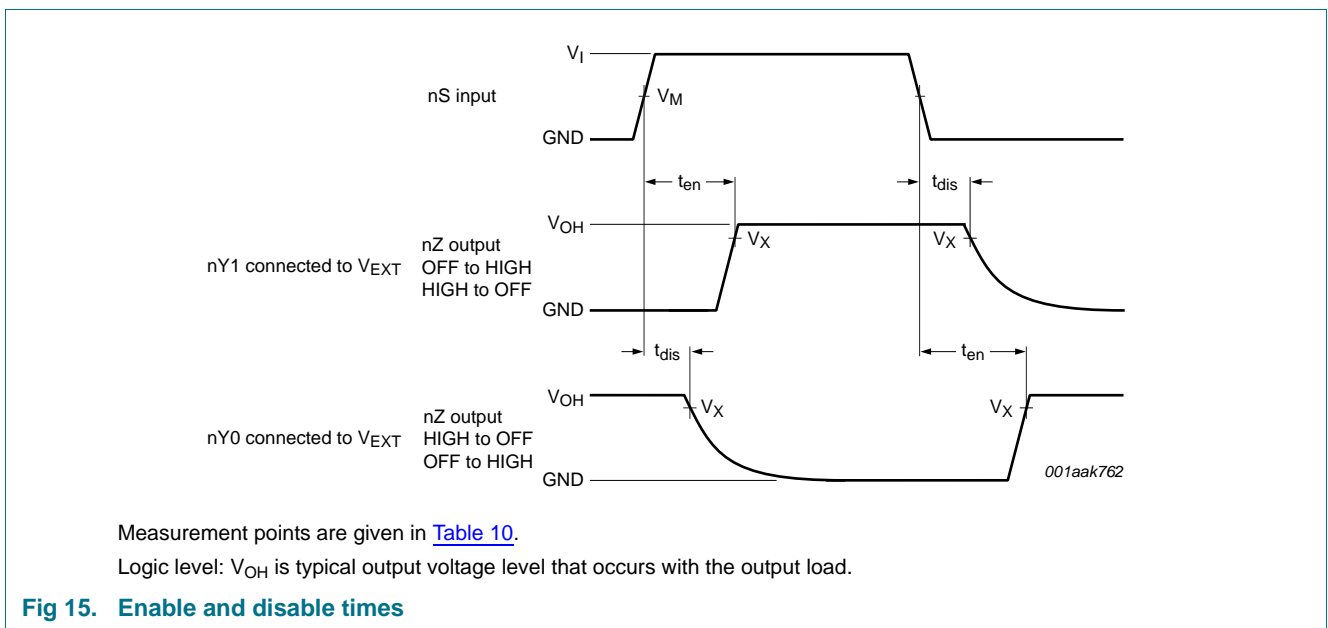 V_I
nS input
V_M
GND
t_en
t_dis
V_OH
V_X
V_X
nY1 connected to V_EXT
nZ output
OFF to HIGH
HIGH to OFF
GND
t_dis
t_en
V_OH
V_X
V_X
nY0 connected to V_EXT
nZ output
HIGH to OFF
OFF to HIGH
GND
001aak762
Measurement points are given in Table 10.
Logic level: V_OH is typical output voltage level that occurs with the output load.
Fig 15. Enable and disable times